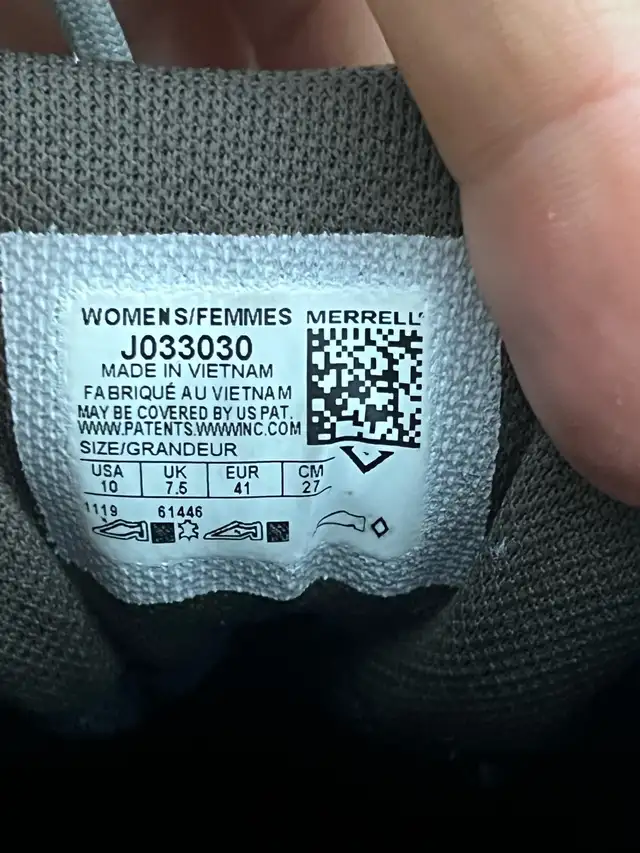 WOMENS/FEMMES MERRELL
J033030
MADE IN VIETNAM
FABRIQUÉ AU VIETNAM
MAY BE COVERED BY US PAT.
WWW.PATENTS.WWWINC.COM
SIZE/GRANDEUR
USA UK EUR CM
10 7.5 41 27
1119 61446